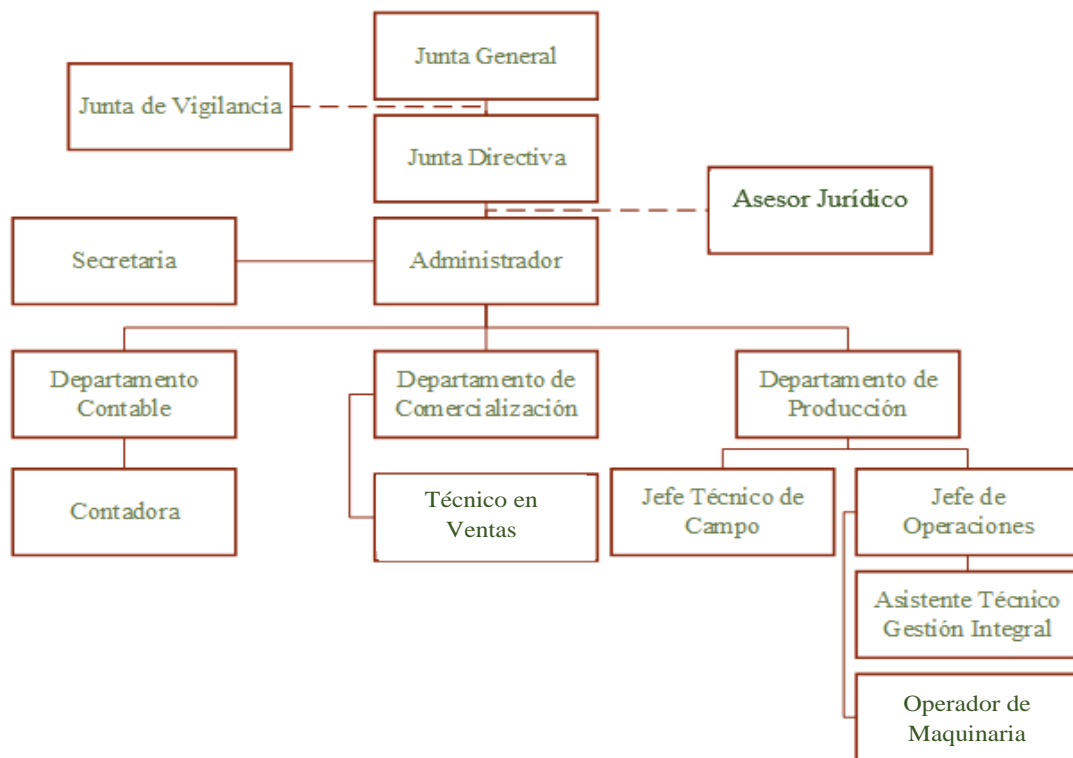 Junta General
Junta de Vigilancia
Junta Directiva
Asesor Jurídico
Secretaria
Administrador
Departamento
Contable
Departamento de
Comercialización
Departamento de
Producción
Contadora
Técnico en
Ventas
Jefe Técnico de
Campo
Jefe de
Operaciones
Asistente Técnico
Gestión Integral
Operador de
Maquinaria